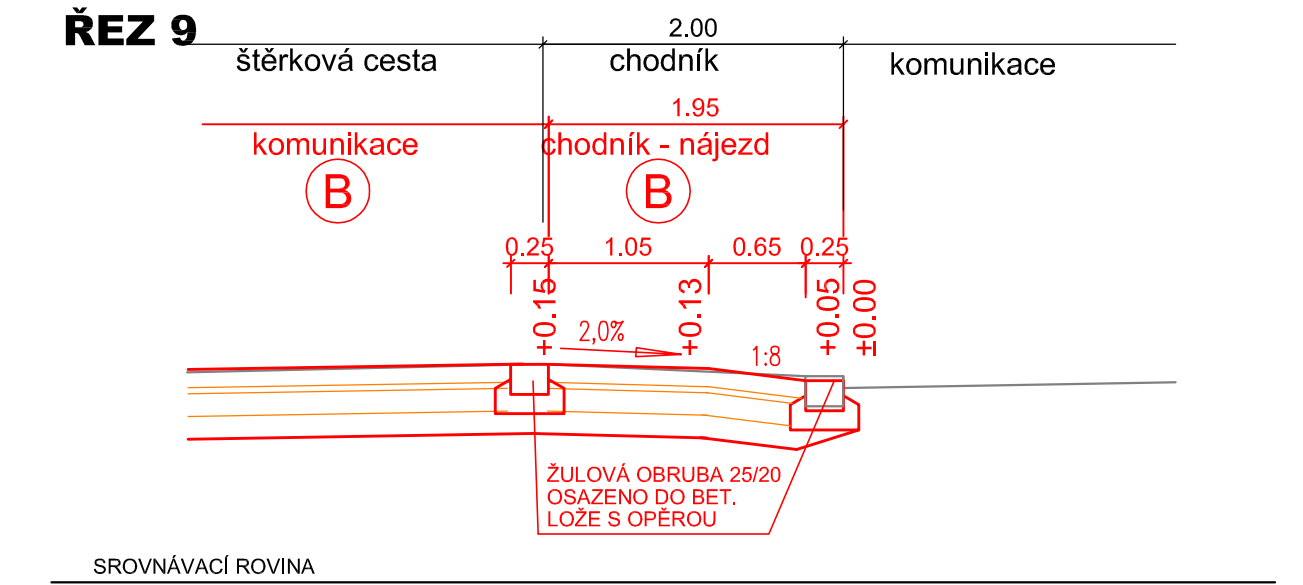 ŘEZ 9
2.00
štěrková cesta chodník komunikace
1.95
komunikace chodník - nájezd
B B
0.25 1.05 0.65 0.25
+0.15 +0.13 +0.05 ±0.00
2,0% 1:8
ŽULOVÁ OBRUBA 25/20
OSAZENO DO BET.
LOŽE S OPĚROU
SROVNÁVACÍ ROVINA